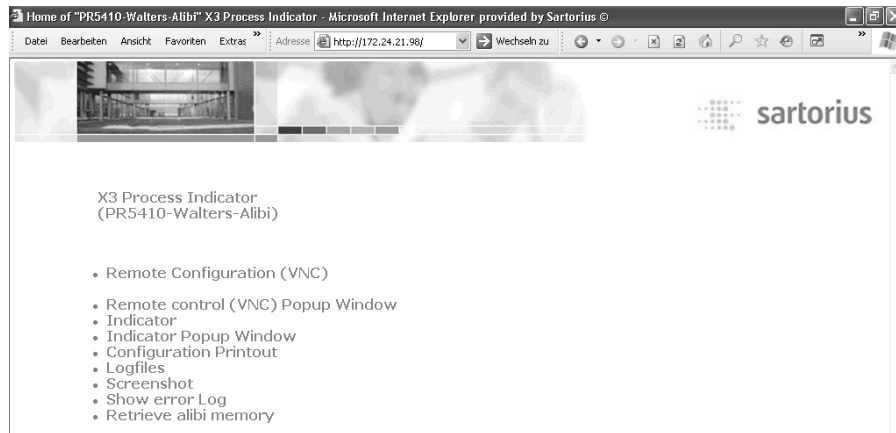 Home of "PR5410-Walters-Alibi" X3 Process Indicator - Microsoft Internet Explorer provided by Sartorius ©
Datei Bearbeiten Ansicht Favoriten Extras » Adresse http://172.24.21.98/ Wechseln zu »
sartorius
X3 Process Indicator
(PR5410-Walters-Alibi)
• Remote Configuration (VNC)
• Remote control (VNC) Popup Window
• Indicator
• Indicator Popup Window
• Configuration Printout
• Logfiles
• Screenshot
• Show error Log
• Retrieve alibi memory